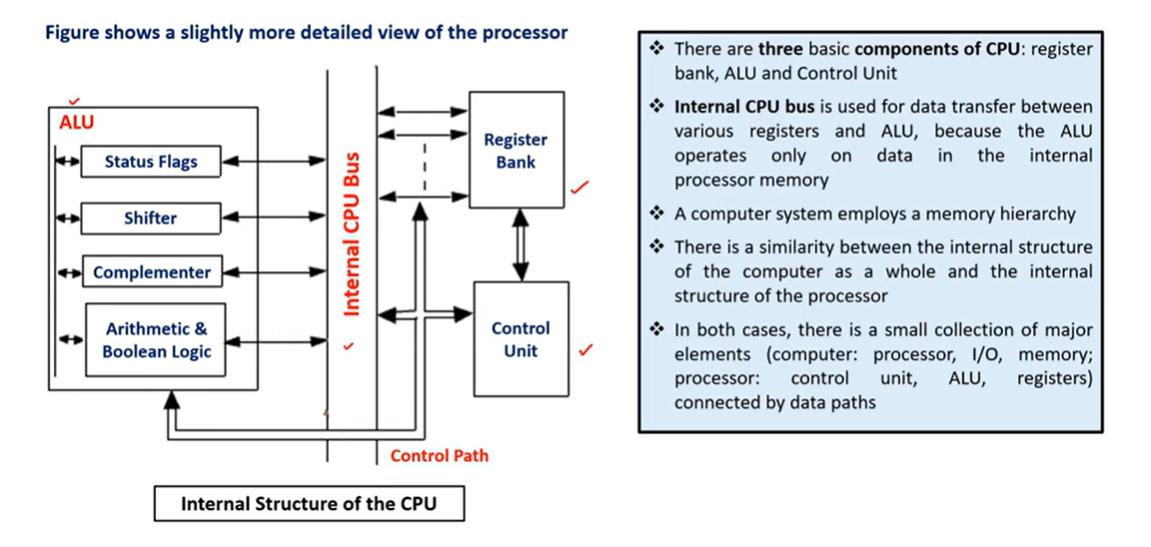 Figure shows a slightly more detailed view of the processor
ALU
Status Flags
Shifter
Complementer
Arithmetic &
Boolean Logic
Internal CPU Bus
Register
Bank
Control
Unit
Control Path
Internal Structure of the CPU
❖ There are three basic components of CPU: register
bank, ALU and Control Unit
❖ Internal CPU bus is used for data transfer between
various registers and ALU, because the ALU
operates only on data in the internal
processor memory
❖ A computer system employs a memory hierarchy
❖ There is a similarity between the internal structure
of the computer as a whole and the internal
structure of the processor
❖ In both cases, there is a small collection of major
elements (computer: processor, I/O, memory;
processor: control unit, ALU, registers)
connected by data paths